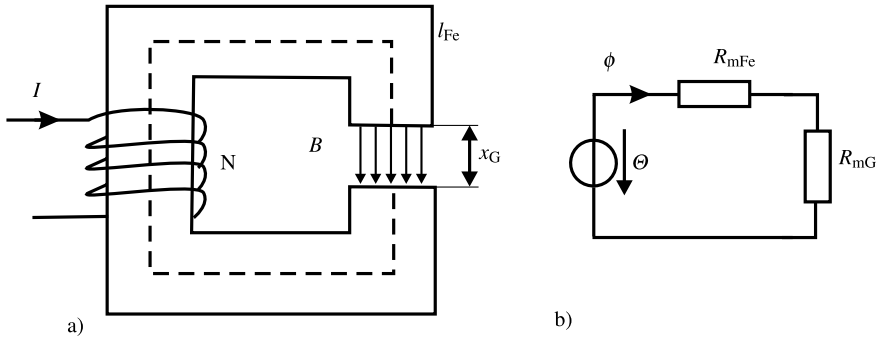 l_Fe
I
N
B
x_G
a)
ϕ
R_mFe
Θ
R_mG
b)